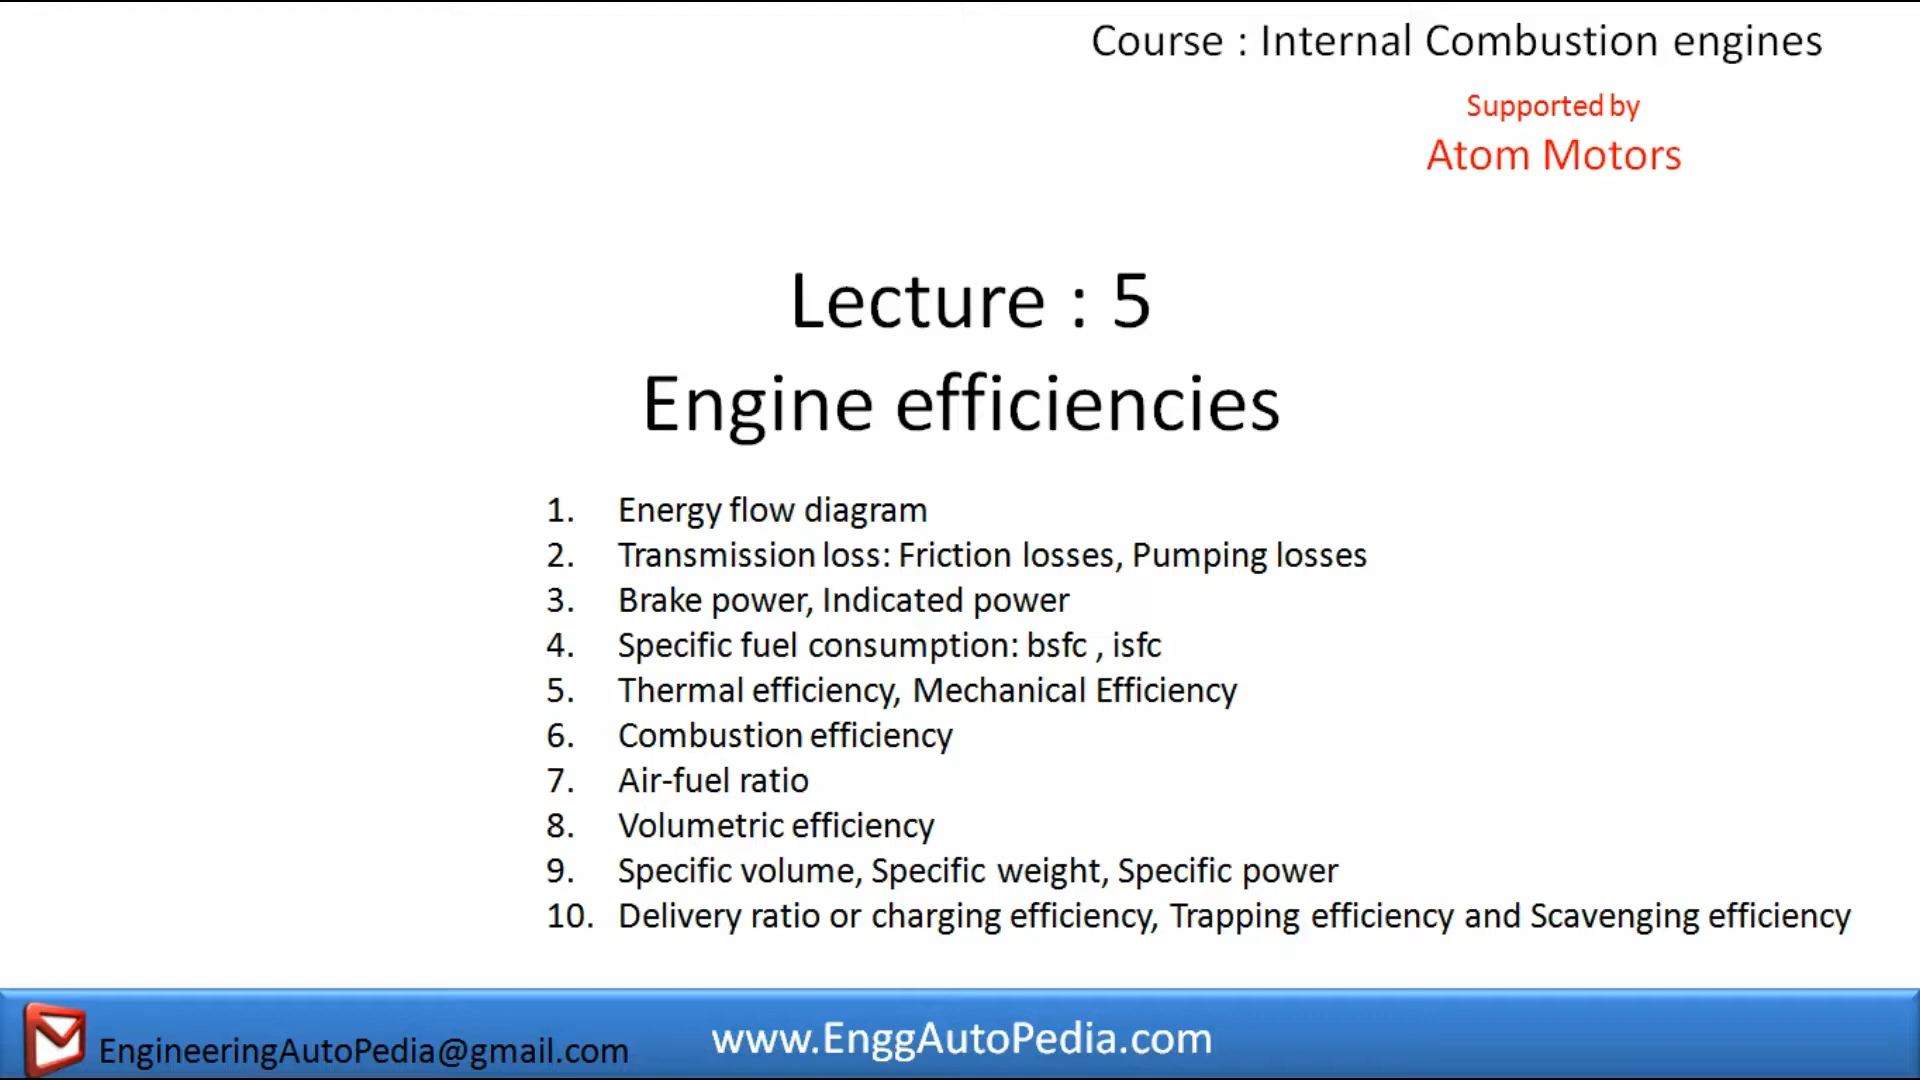 Course : Internal Combustion engines
Supported by
Atom Motors
Lecture : 5
Engine efficiencies
1. Energy flow diagram
2. Transmission loss: Friction losses, Pumping losses
3. Brake power, Indicated power
4. Specific fuel consumption: bsfc , isfc
5. Thermal efficiency, Mechanical Efficiency
6. Combustion efficiency
7. Air-fuel ratio
8. Volumetric efficiency
9. Specific volume, Specific weight, Specific power
10. Delivery ratio or charging efficiency, Trapping efficiency and Scavenging efficiency
EngineeringAutoPedia@gmail.com
www.EnggAutoPedia.com